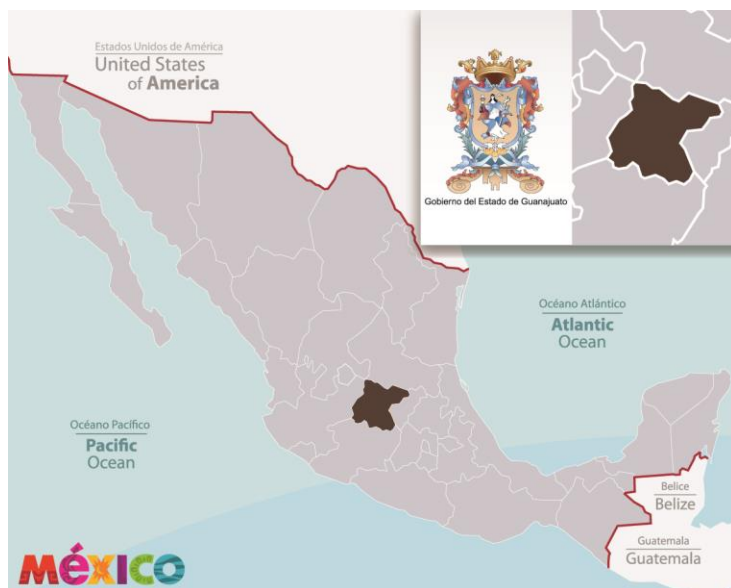 Estados Unidos de América
United States
of America
Gobierno del Estado de Guanajuato
Océano Atlántico
Atlantic
Ocean
Océano Pacífico
Pacific
Ocean
Belice
Belize
Guatemala
Guatemala
México